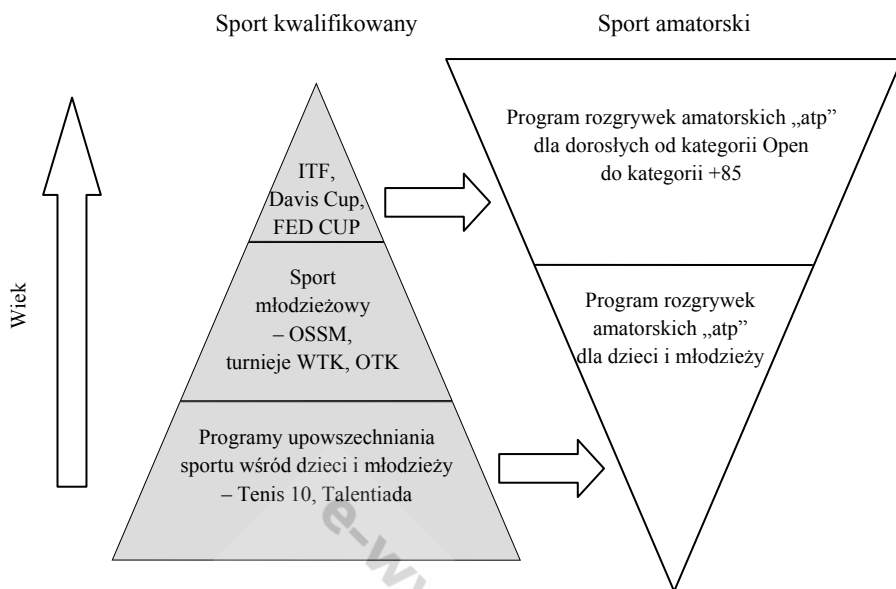 Sport kwalifikowany
Sport amatorski
Wiek
ITF,
Davis Cup,
FED CUP
Sport
młodzieżowy
– OSSM,
turnieje WTK, OTK
Programy upowszechniania
sportu wśród dzieci i młodzieży
– Tenis 10, Talentiada
Program rozgrywek amatorskich „atp”
dla dorosłych od kategorii Open
do kategorii +85
Program rozgrywek
amatorskich „atp”
dla dzieci i młodzieży